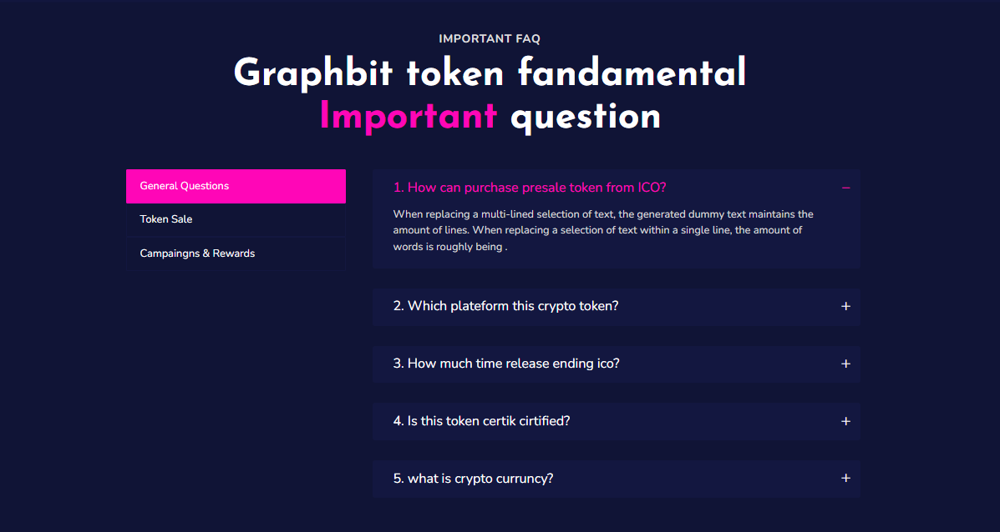 IMPORTANT FAQ
Graphbit token fandamental
Important question
General Questions
Token Sale
Campaingns & Rewards
1. How can purchase presale token from ICO?
When replacing a multi-lined selection of text, the generated dummy text maintains the
amount of lines. When replacing a selection of text within a single line, the amount of
words is roughly being .
2. Which plateform this crypto token?
3. How much time release ending ico?
4. Is this token certik cirtified?
5. what is crypto curruncy?